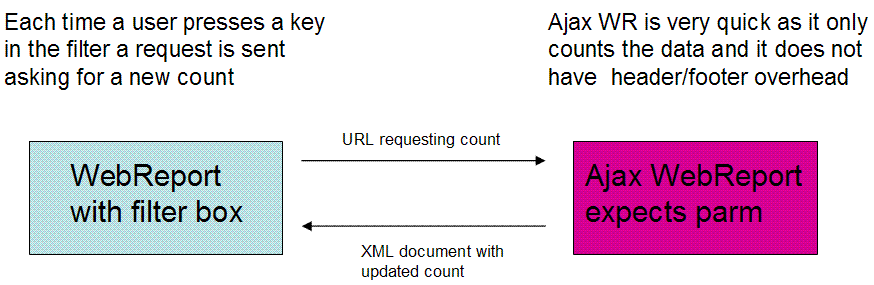 Each time a user presses a key
in the filter a request is sent
asking for a new count
Ajax WR is very quick as it only
counts the data and it does not
have header/footer overhead
URL requesting count
WebReport
with filter box
Ajax WebReport
expects parm
XML document with
updated count